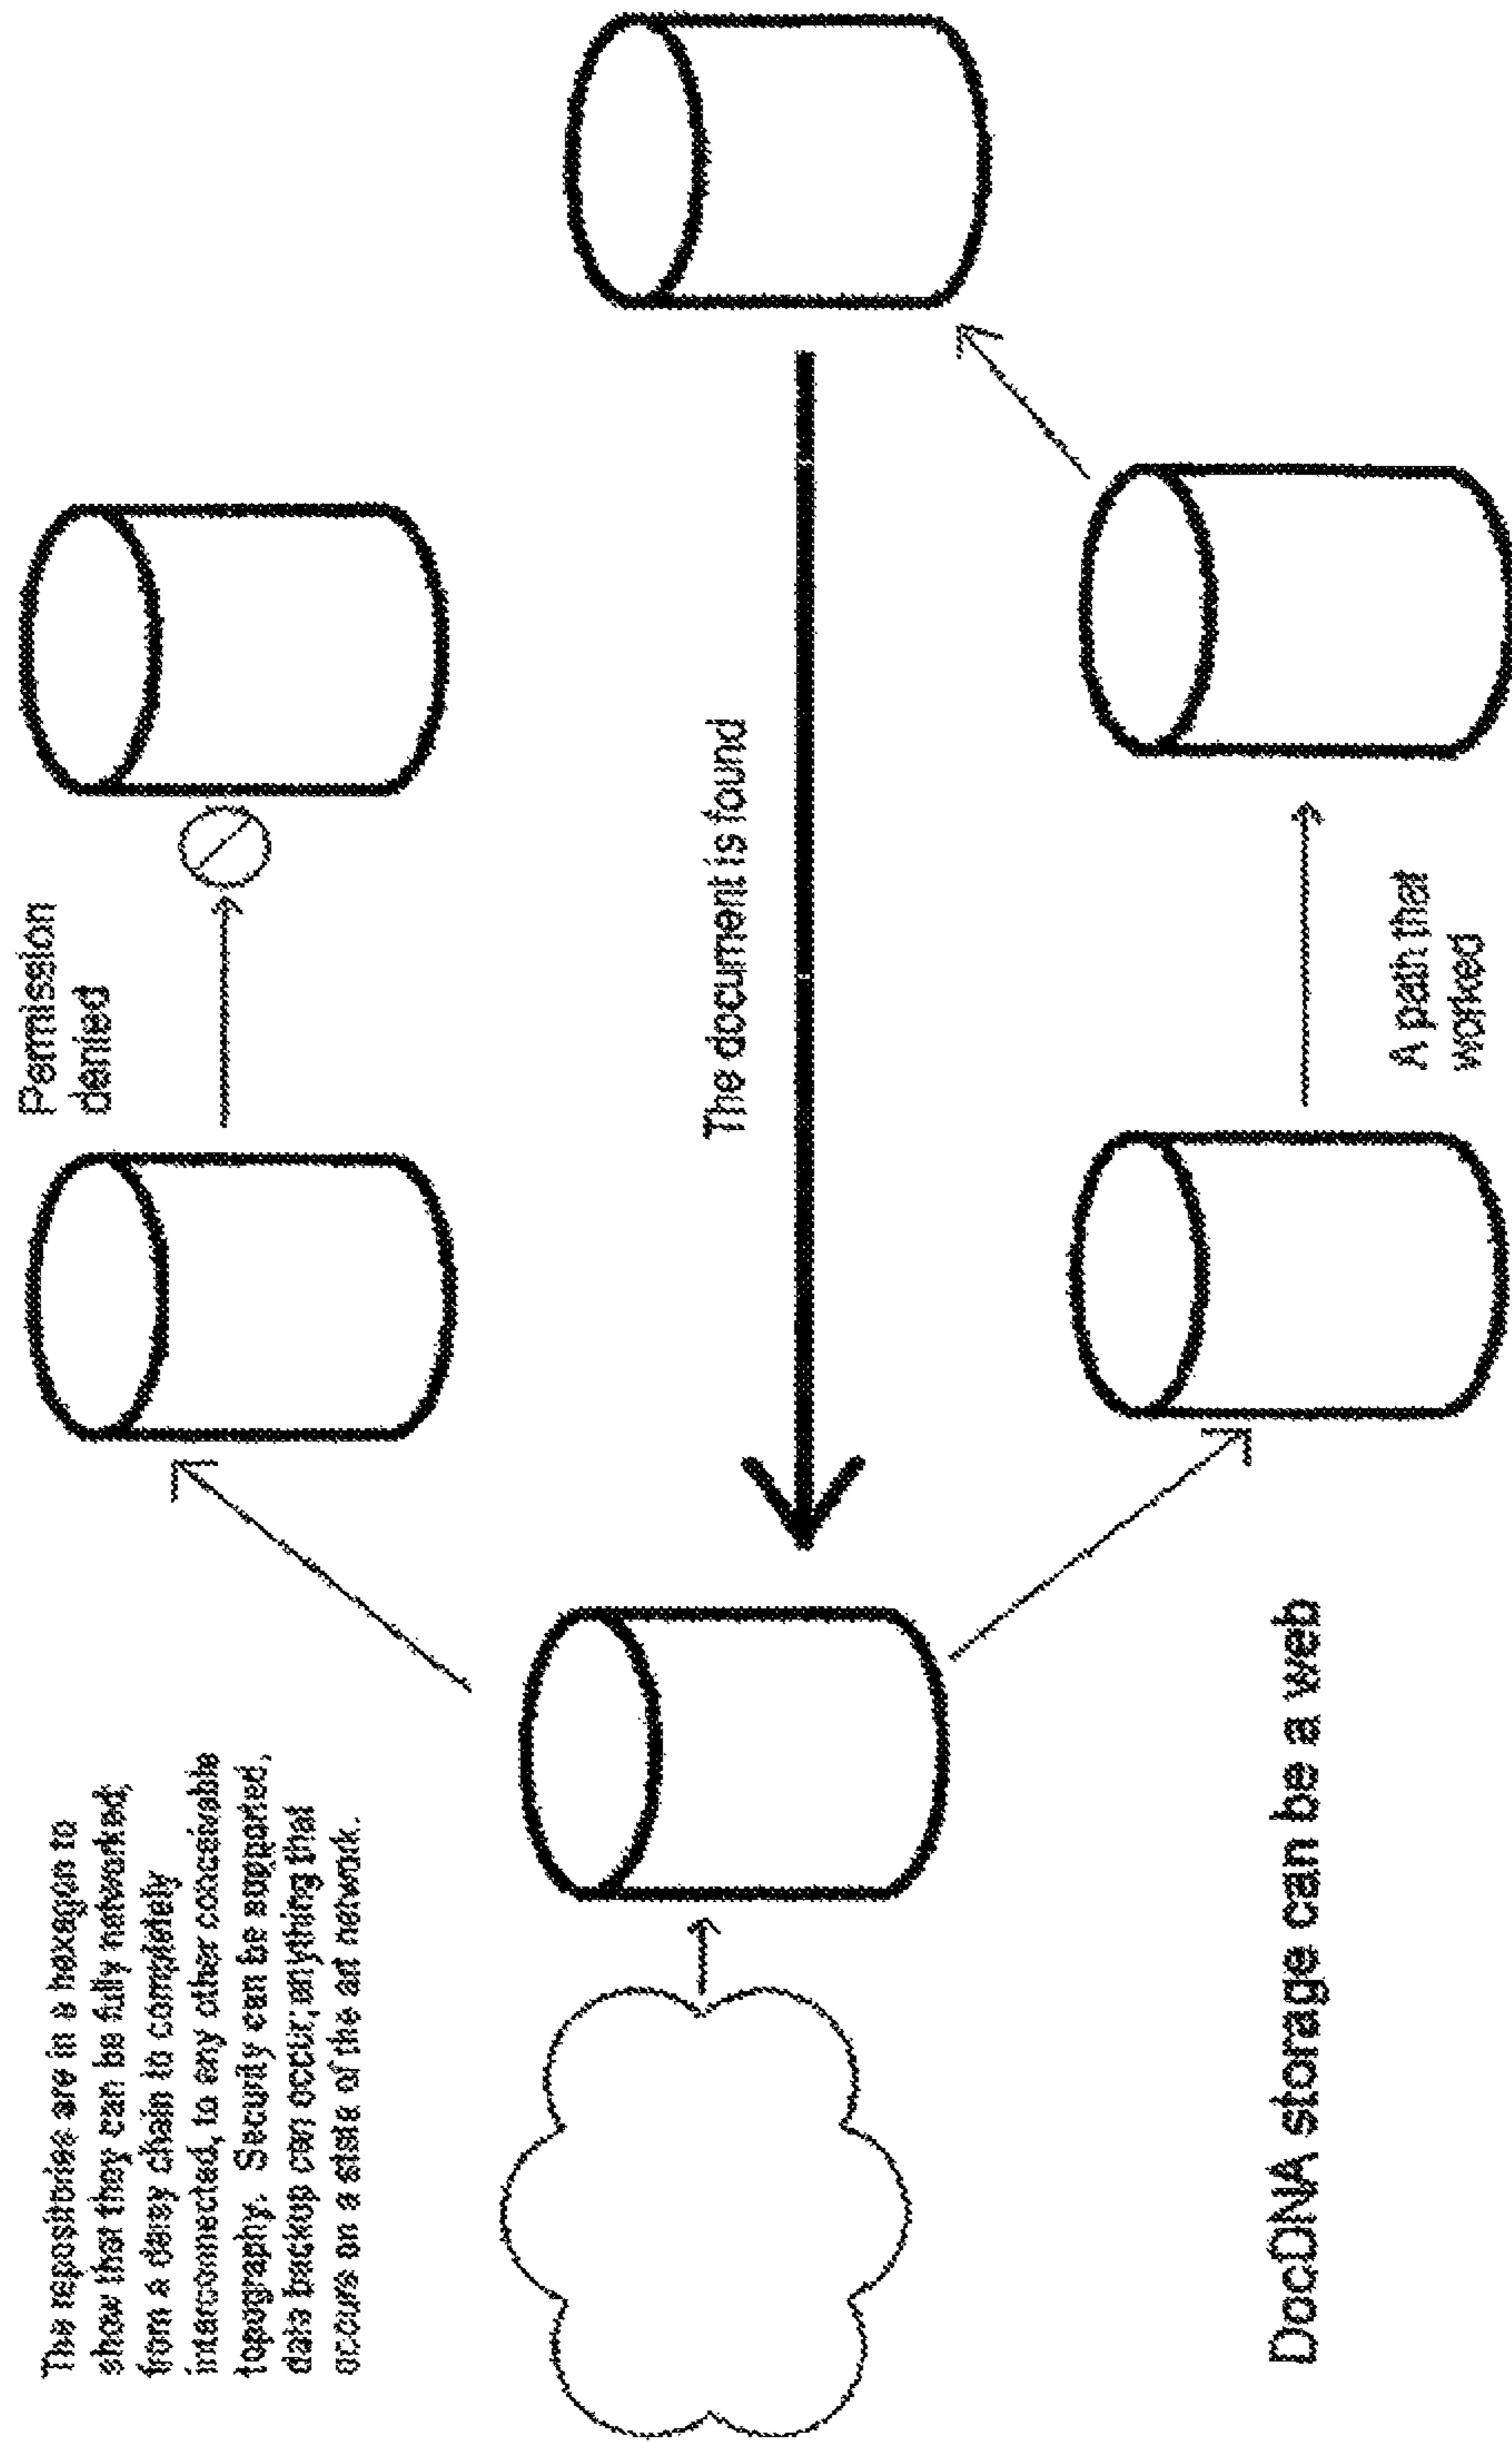 The repositories are in a hexagon to
show that they can be fully networked,
from a daisy chain to completely
interconnected, to any other conceivable
topography. Security can be supported,
data backup can occur, anything that
occurs on a state of the art network.
Permission
denied
The document is found
A path that
worked
DocDNA storage can be a web